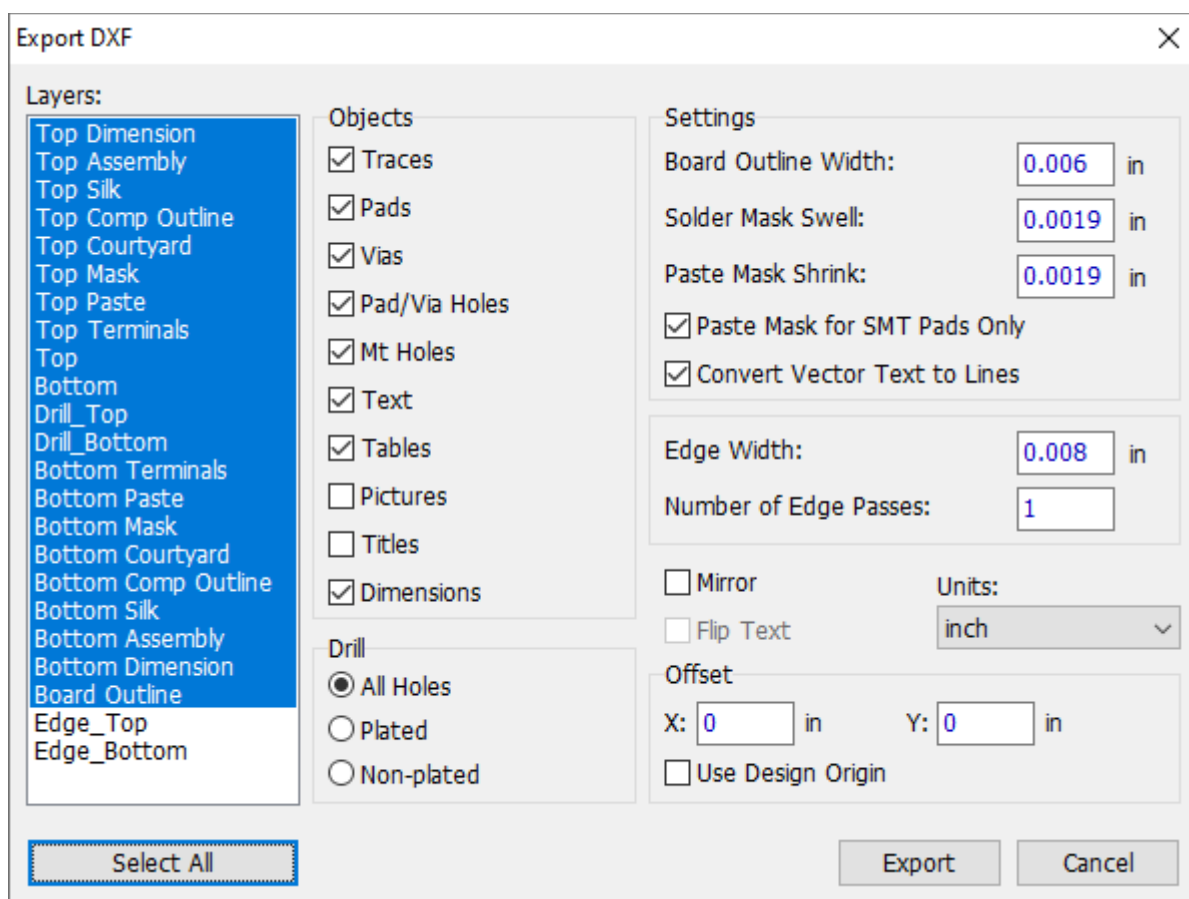 Export DXF
Layers:
Top Dimension
Top Assembly
Top Silk
Top Comp Outline
Top Courtyard
Top Mask
Top Paste
Top Terminals
Top
Bottom
Drill_Top
Drill_Bottom
Bottom Terminals
Bottom Paste
Bottom Mask
Bottom Courtyard
Bottom Comp Outline
Bottom Silk
Bottom Assembly
Bottom Dimension
Board Outline
Edge_Top
Edge_Bottom
Select All
Objects
Traces
Pads
Vias
Pad/Via Holes
Mt Holes
Text
Tables
Pictures
Titles
Dimensions
Drill
All Holes
Plated
Non-plated
Settings
Board Outline Width: 0.006 in
Solder Mask Swell: 0.0019 in
Paste Mask Shrink: 0.0019 in
Paste Mask for SMT Pads Only
Convert Vector Text to Lines
Edge Width: 0.008 in
Number of Edge Passes: 1
Mirror
Flip Text
Units:
inch
Offset
X: 0 in Y: 0 in
Use Design Origin
Export Cancel